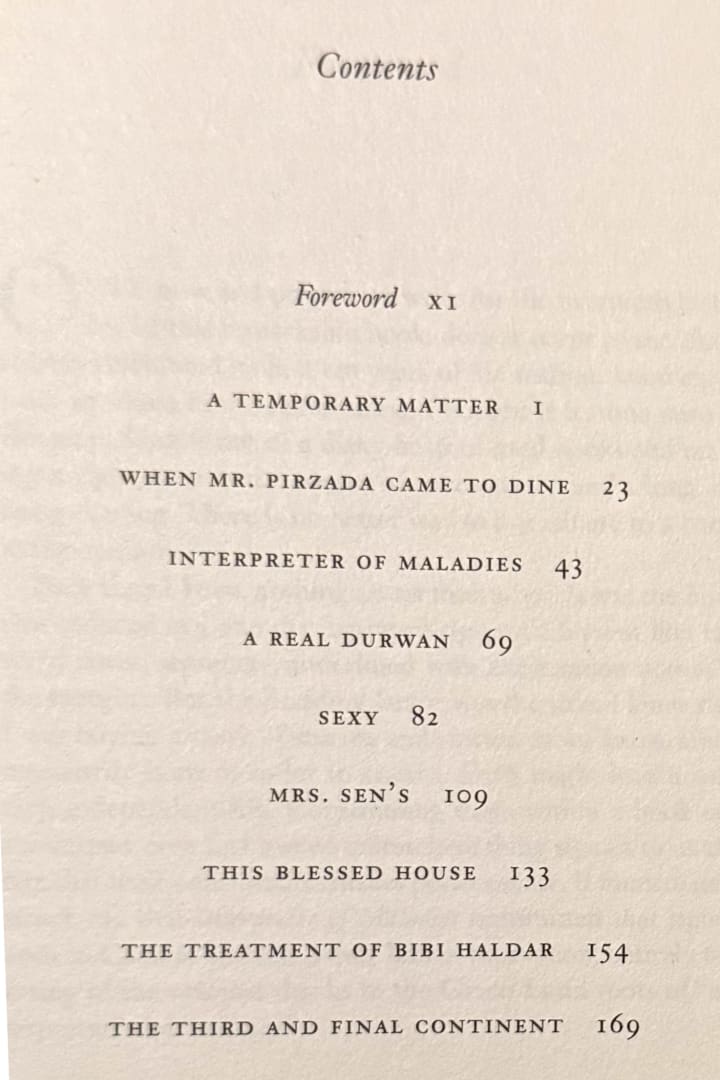 Contents
Foreword XI
A TEMPORARY MATTER 1
WHEN MR. PIRZADA CAME TO DINE 23
INTERPRETER OF MALADIES 43
A REAL DURWAN 69
SEXY 82
MRS. SEN'S 109
THIS BLESSED HOUSE 133
THE TREATMENT OF BIBI HALDAR 154
THE THIRD AND FINAL CONTINENT 169